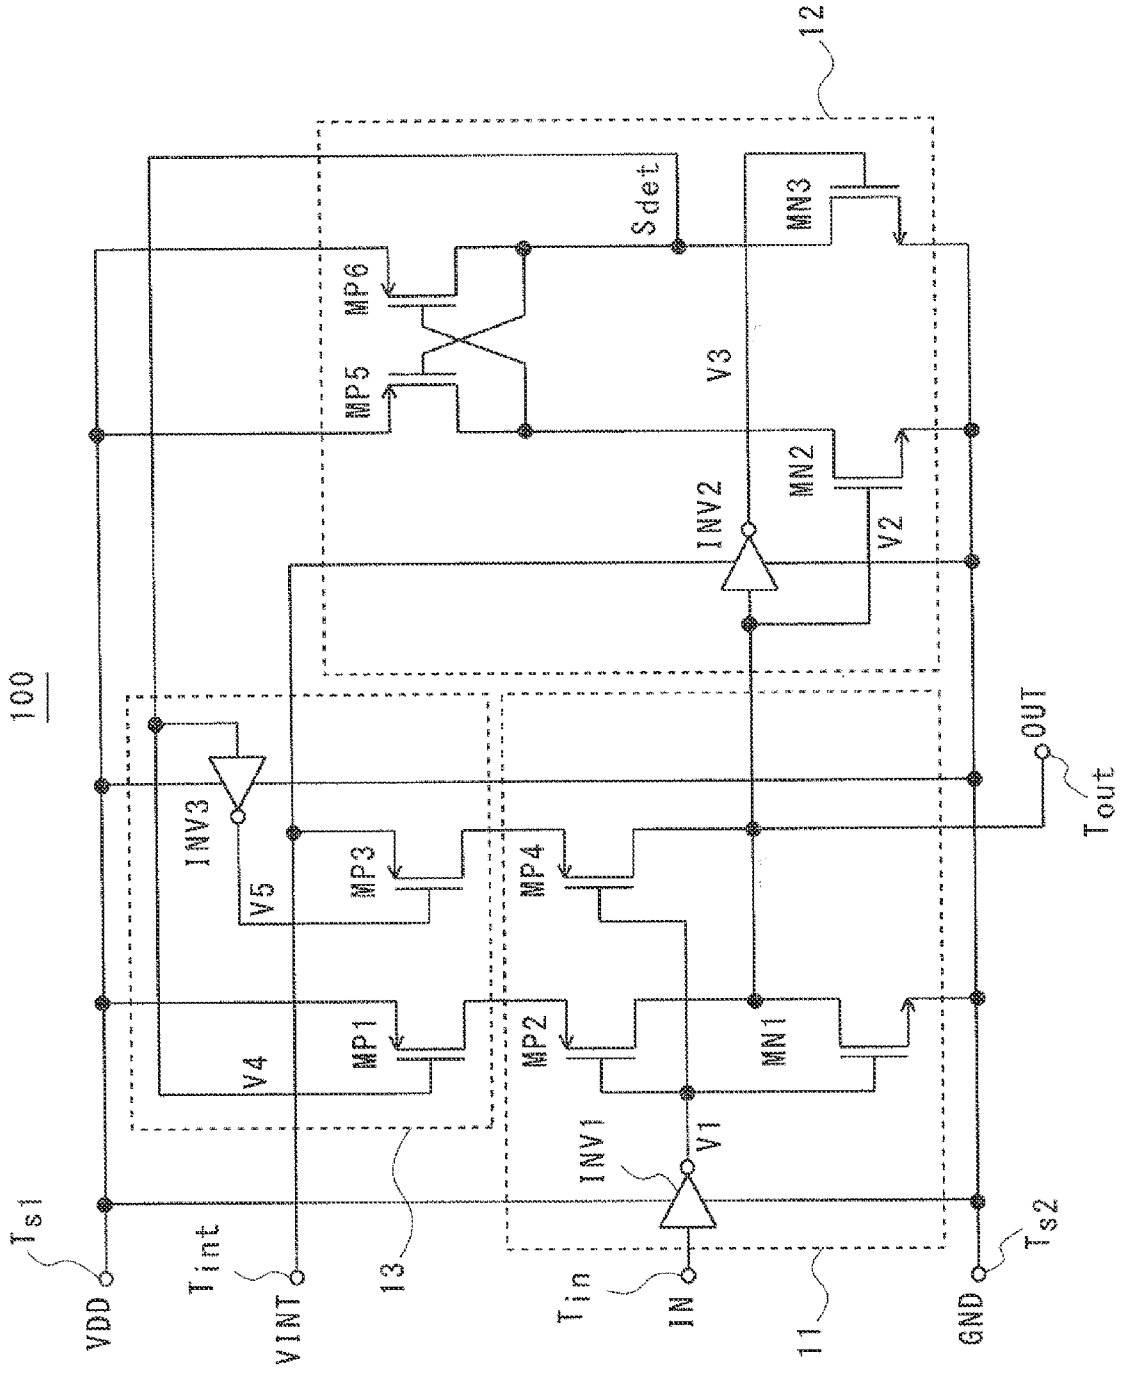 100
Ts1
VDD
Tint
VINT
Tin
IN
Ts2
GND
13
11
12
V4
V5
INV3
MP1
MP3
MP2
MP4
INV1
V1
MN1
OUT
Tout
MP5
MP6
Sdet
INV2
V3
V2
MN2
MN3